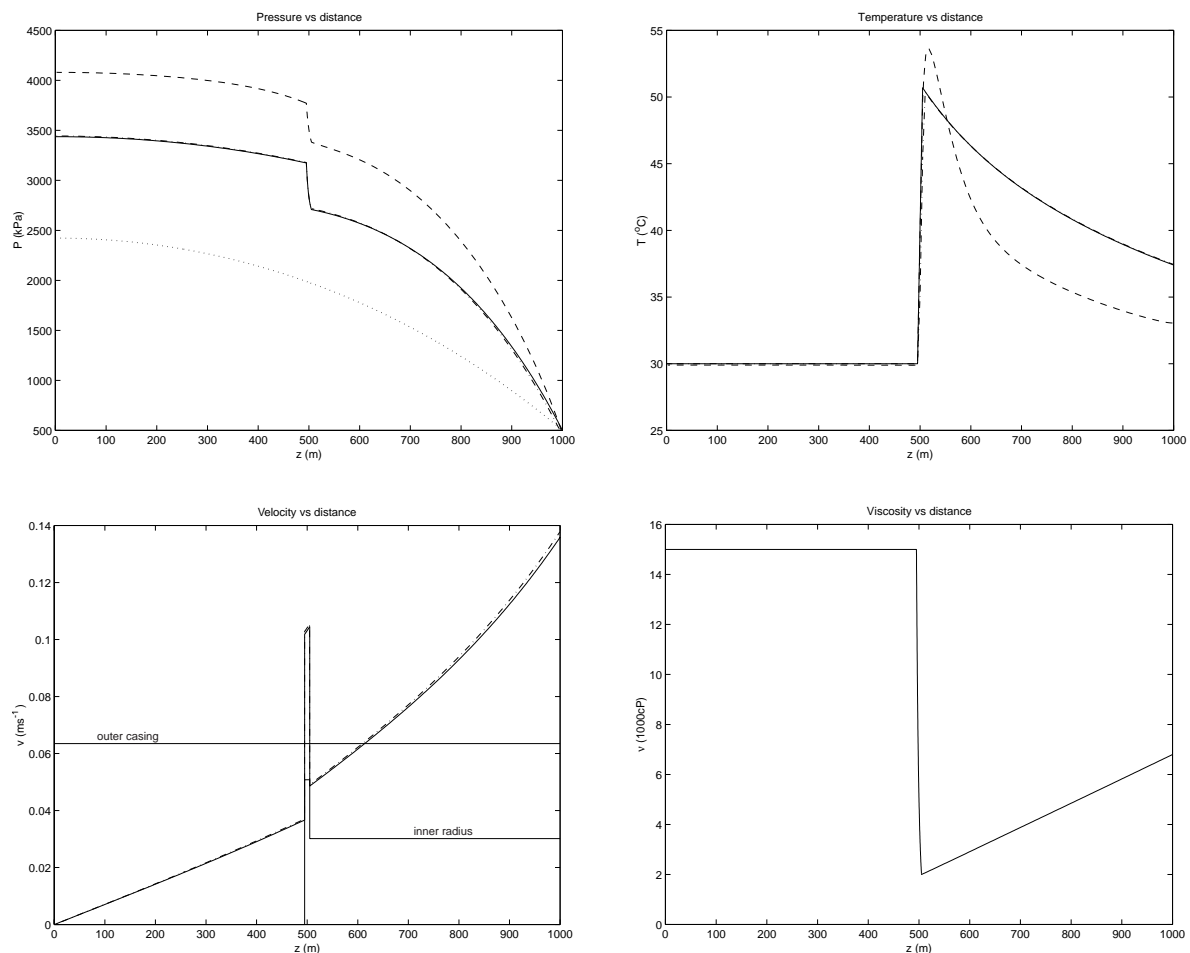 Pressure vs distance
4500
4000
3500
3000
2500
2000
1500
1000
500
P (kPa)
0 100 200 300 400 500 600 700 800 900 1000
z (m)
Temperature vs distance
55
50
45
40
35
30
25
T (°C)
0 100 200 300 400 500 600 700 800 900 1000
z (m)
Velocity vs distance
0.14
0.12
0.1
0.08
0.06
0.04
0.02
0
v (ms⁻¹)
outer casing
inner radius
0 100 200 300 400 500 600 700 800 900 1000
z (m)
Viscosity vs distance
16
14
12
10
8
6
4
2
0
ν (1000cP)
0 100 200 300 400 500 600 700 800 900 1000
z (m)